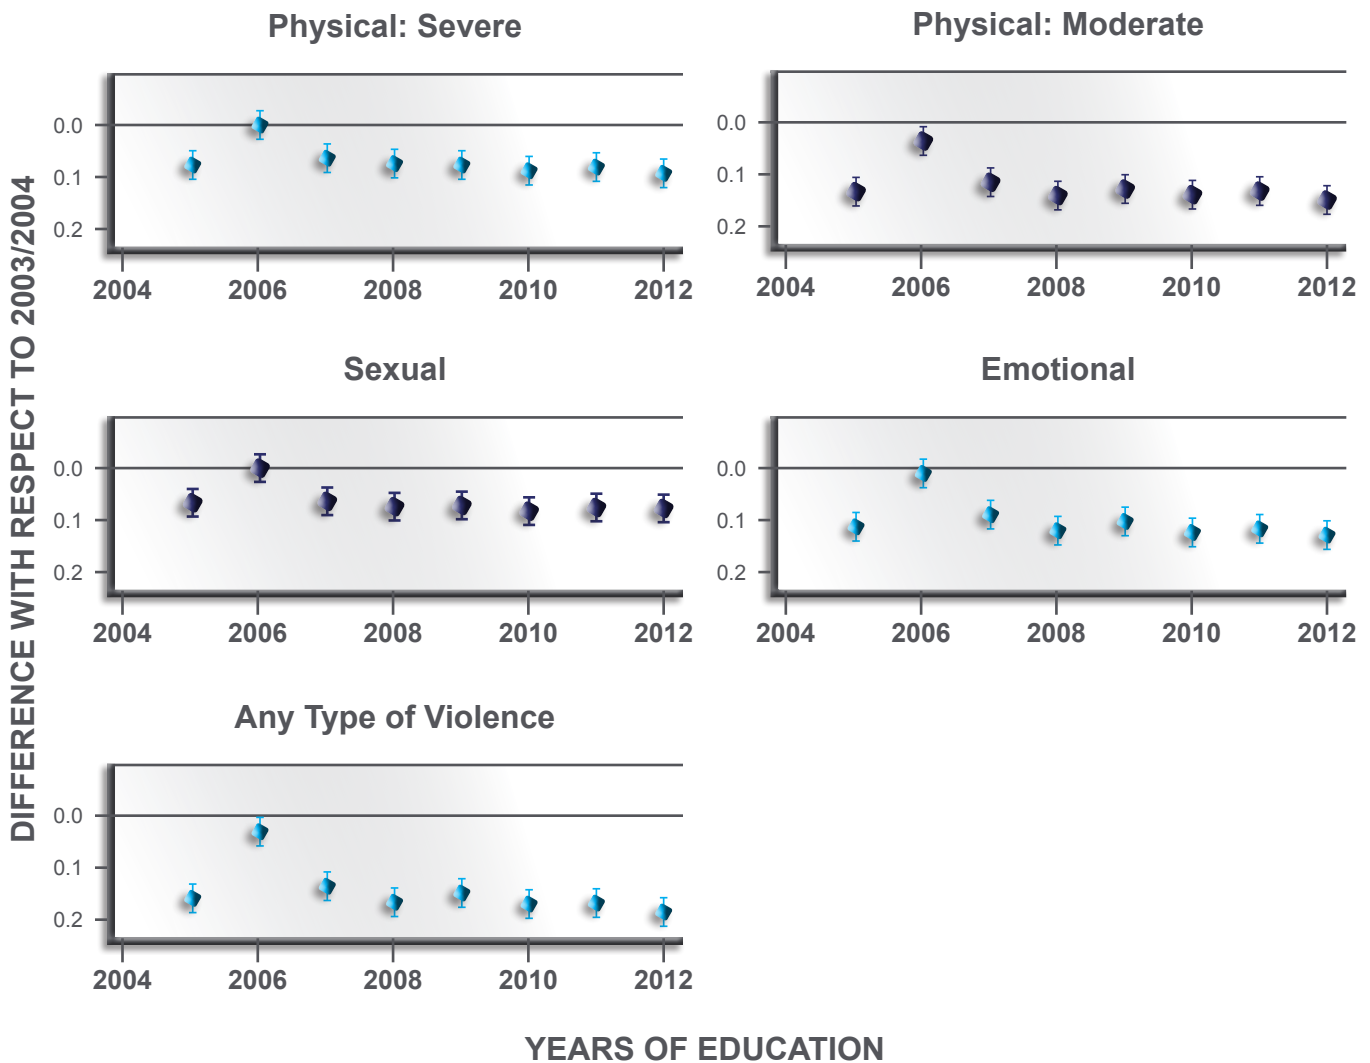 Physical: Severe
0.0
0.1
0.2
2004 2006 2008 2010 2012
Physical: Moderate
0.0
0.1
0.2
2004 2006 2008 2010 2012
Sexual
0.0
0.1
0.2
2004 2006 2008 2010 2012
Emotional
0.0
0.1
0.2
2004 2006 2008 2010 2012
Any Type of Violence
0.0
0.1
0.2
2004 2006 2008 2010 2012
DIFFERENCE WITH RESPECT TO 2003/2004
YEARS OF EDUCATION